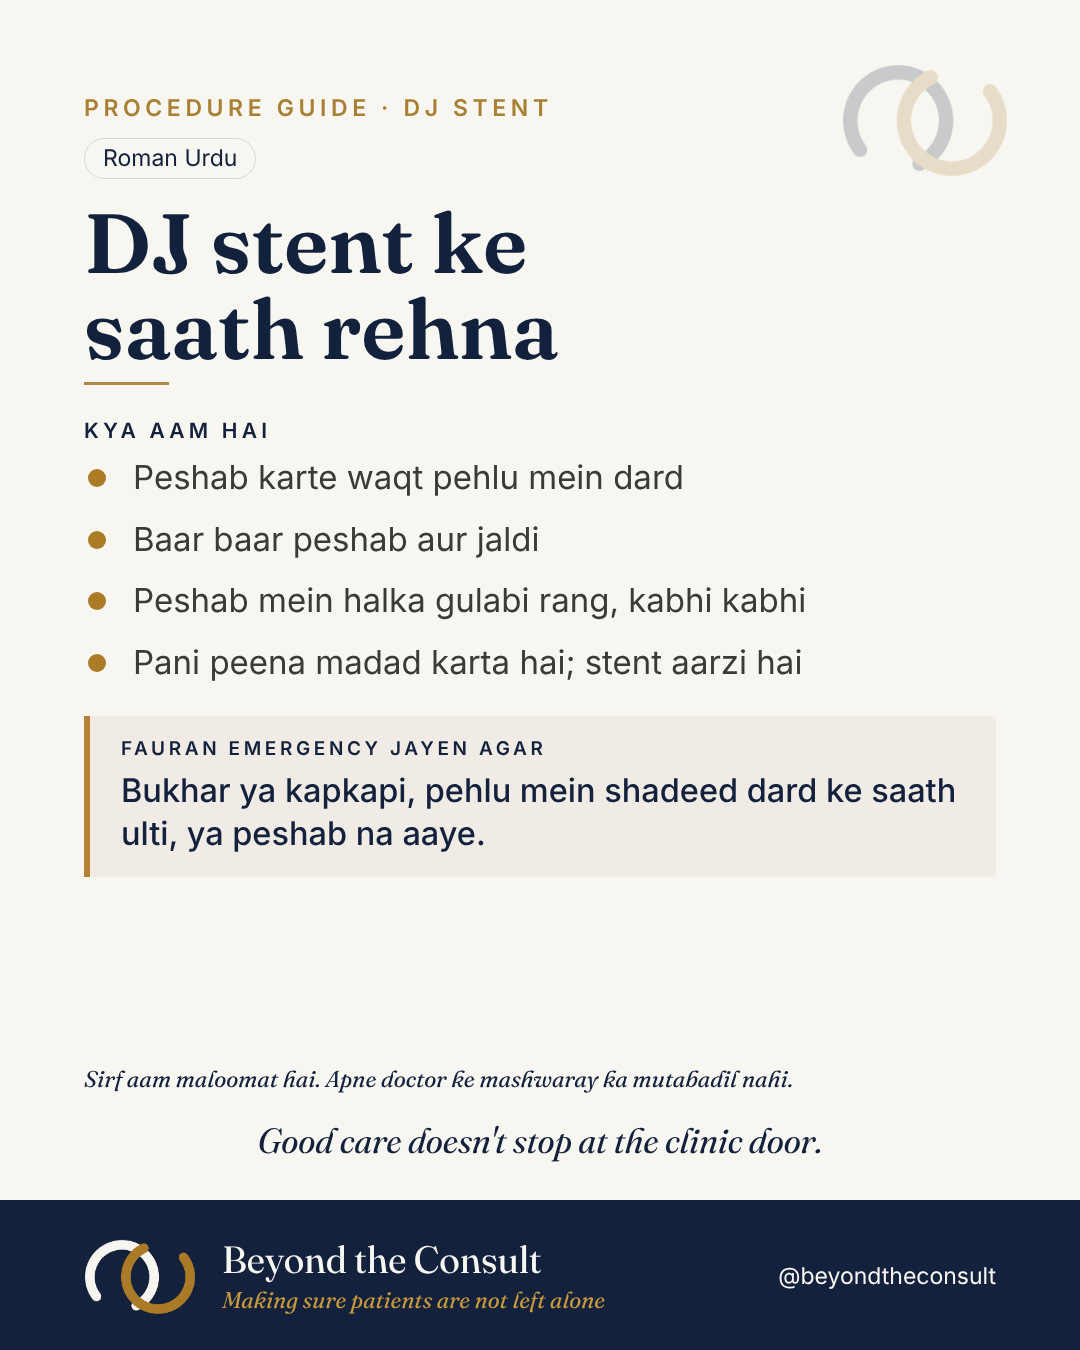 PROCEDURE GUIDE · DJ STENT
Roman Urdu
DJ stent ke
saath rehna
KYA AAM HAI
Peshab karte waqt pehlu mein dard
Baar baar peshab aur jaldi
Peshab mein halka gulabi rang, kabhi kabhi
Pani peena madad karta hai; stent aarzi hai
FAURAN EMERGENCY JAYEN AGAR
Bukhar ya kapkapi, pehlu mein shadeed dard ke saath
ulti, ya peshab na aaye.
Sirf aam maloomat hai. Apne doctor ke mashwaray ka mutabadil nahi.
Good care doesn't stop at the clinic door.
Beyond the Consult
Making sure patients are not left alone
@beyondtheconsult